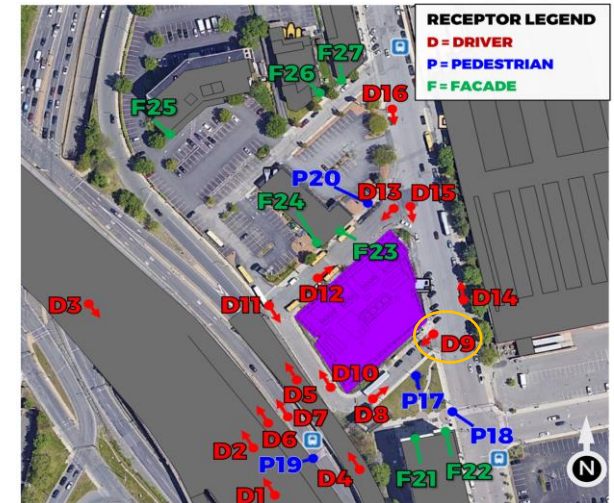 RECEPTOR LEGEND
D = DRIVER
P = PEDESTRIAN
F = FACADE
F27
F26
F25
D16
P20
D13
D15
F24
F23
D12
D3
D11
D14
D9
D10
D5
P17
D8
D7
D6
P18
D2
P19
D4
F21
F22
D1
N